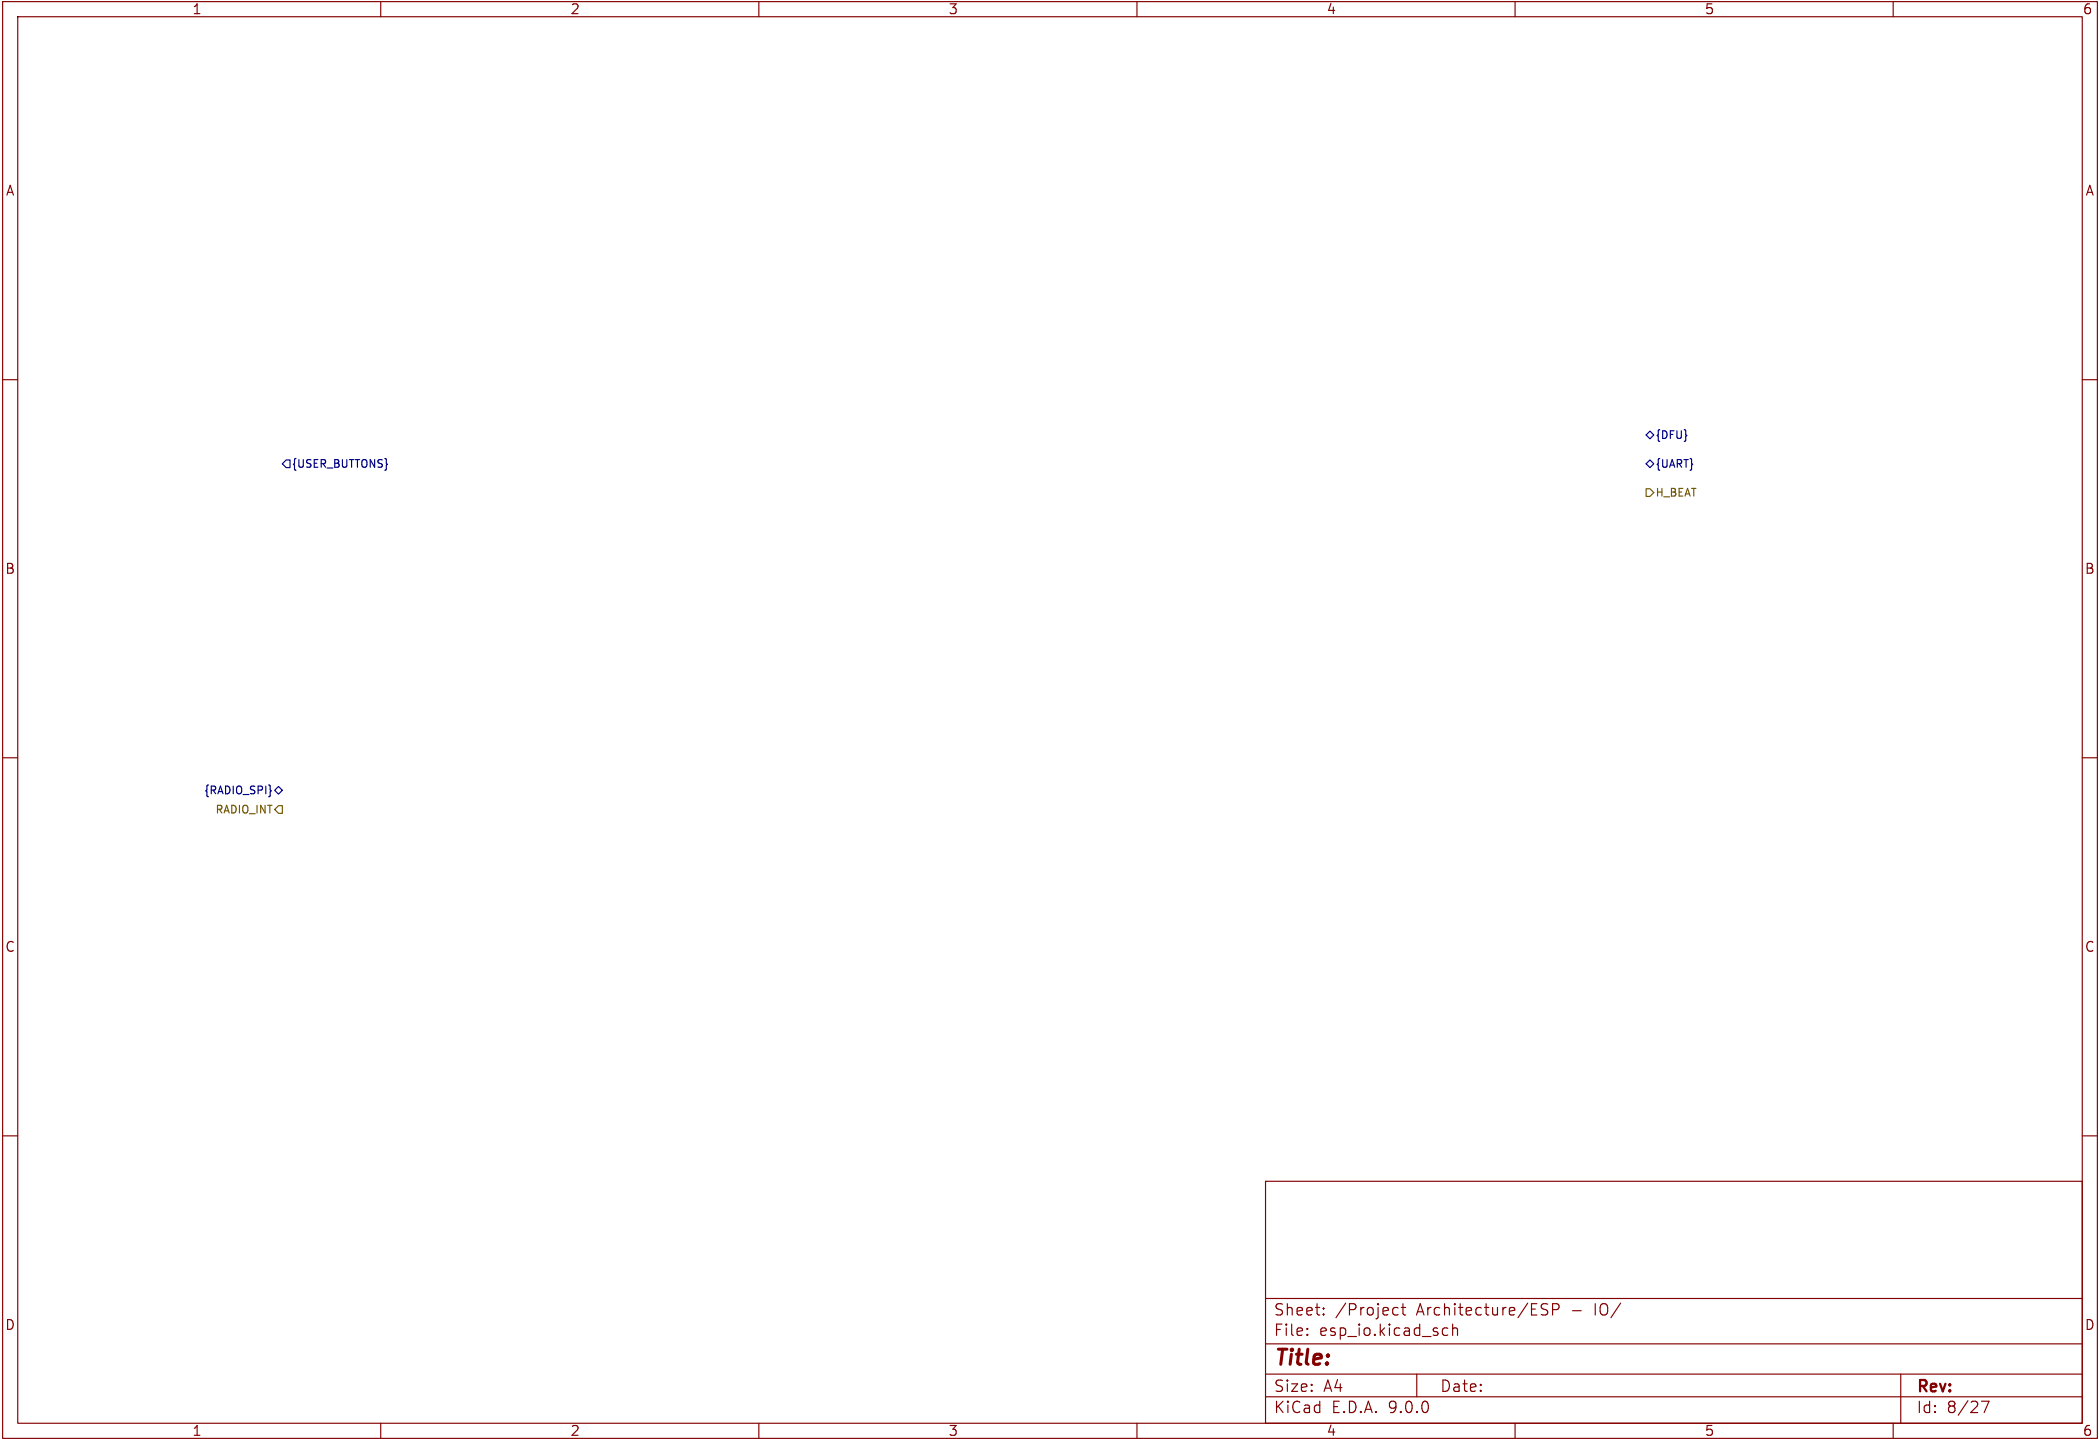 1 2 3 4 5 6
A A
{DFU}
{USER_BUTTONS} {UART}
H_BEAT
B B
{RADIO_SPI}
RADIO_INT
C C
Sheet: /Project Architecture/ESP - IO/
D D
File: esp_io.kicad_sch
Title:
Size: A4 Date: Rev:
KiCad E.D.A. 9.0.0 Id: 8/27
1 2 3 4 5 6